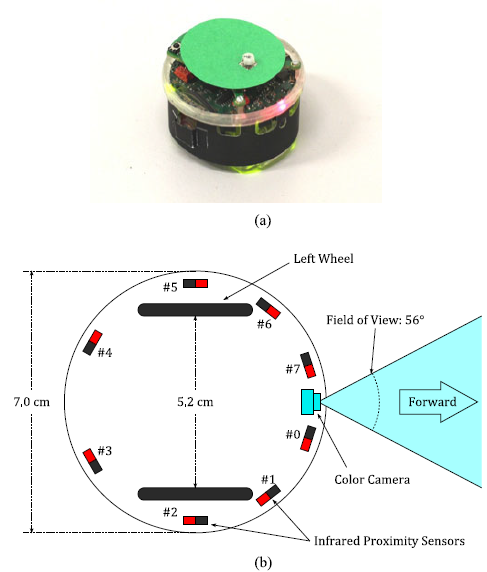 (a)
Left Wheel
#5
#6
Field of View: 56°
#4
#7
7,0 cm
5,2 cm
Forward
#0
#3
Color Camera
#1
#2
Infrared Proximity Sensors
(b)